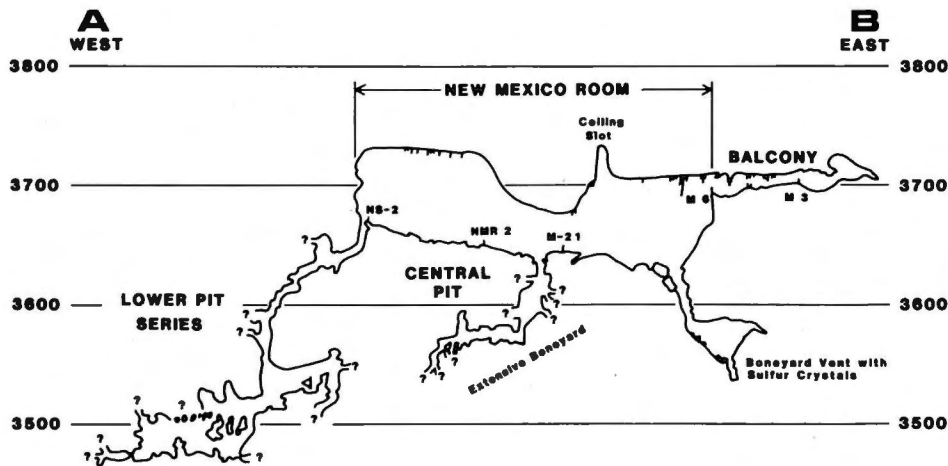 A
WEST
B
EAST
3800
3800
NEW MEXICO ROOM
Ceiling
Slot
BALCONY
3700
3700
M 6
M 3
NS-2
NMR 2
M-21
?
CENTRAL
PIT
?
?
3600
LOWER PIT
SERIES
3600
?
?
?
?
?
?
Extensive Boneyard
Boneyard Vent with
Sulfur Crystals
?
?
?
?
?
?
?
?
?
3500
3500
?
?
?